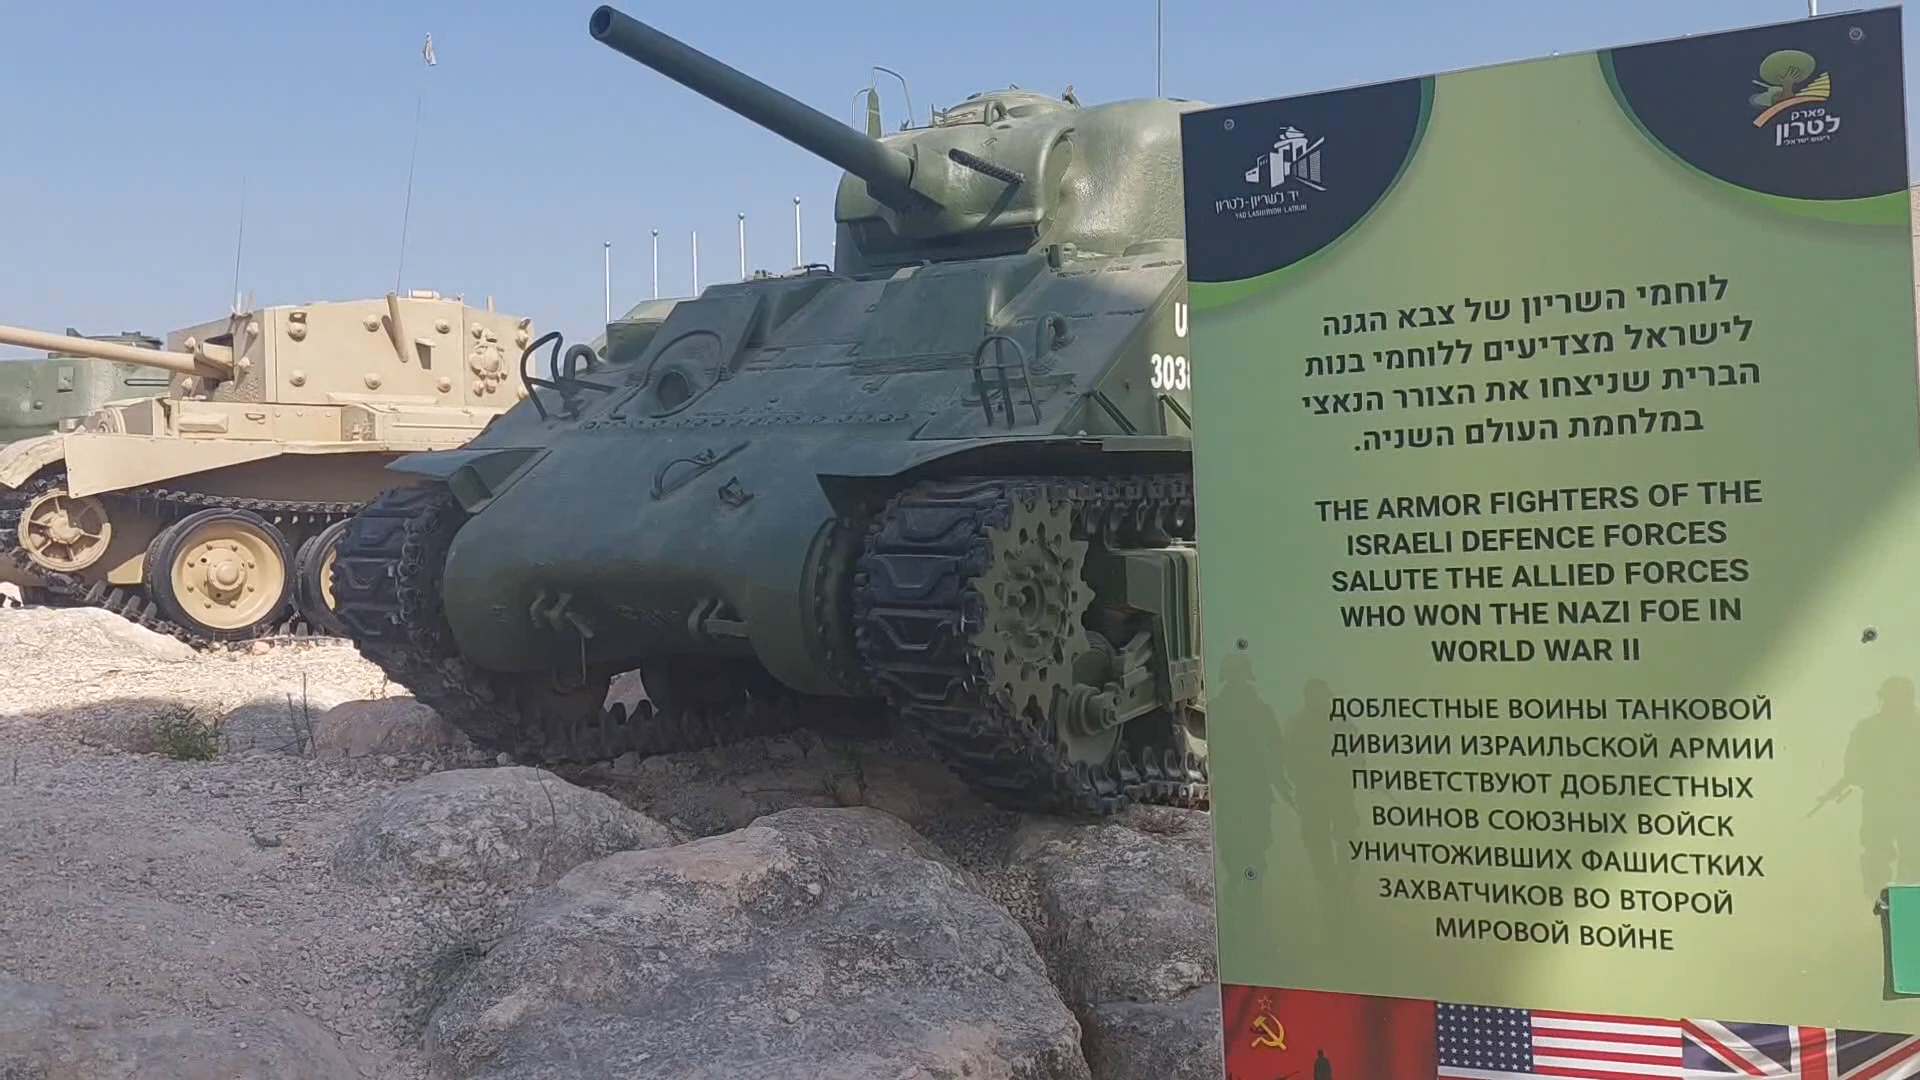 יד לשריון-לטרון
YAD LASHIRYON-LATRUN
פארק
לטרון
U
303
לוחמי השריון של צבא הגנה
לישראל מצדיעים ללוחמי בנות
הברית שניצחו את הצורר הנאצי
במלחמת העולם השניה.
THE ARMOR FIGHTERS OF THE
ISRAELI DEFENCE FORCES
SALUTE THE ALLIED FORCES
WHO WON THE NAZI FOE IN
WORLD WAR II
ДОБЛЕСТНЫЕ ВОИНЫ ТАНКОВОЙ
ДИВИЗИИ ИЗРАИЛЬСКОЙ АРМИИ
ПРИВЕТСТВУЮТ ДОБЛЕСТНЫХ
ВОИНОВ СОЮЗНЫХ ВОЙСК
УНИЧТОЖИВШИХ ФАШИСТКИХ
ЗАХВАТЧИКОВ ВО ВТОРОЙ
МИРОВОЙ ВОЙНЕ